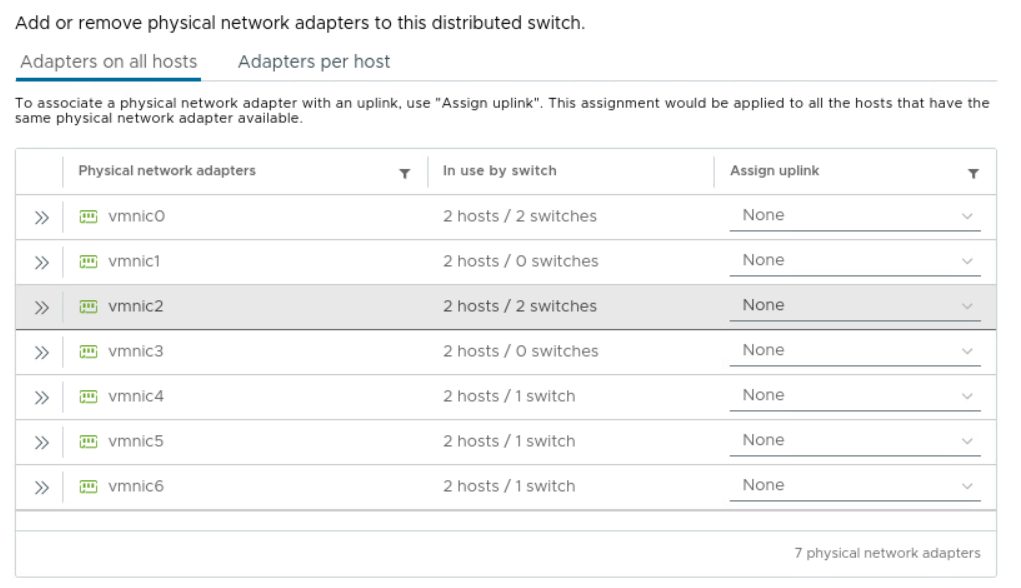 Add or remove physical network adapters to this distributed switch.
Adapters on all hosts Adapters per host
To associate a physical network adapter with an uplink, use "Assign uplink". This assignment would be applied to all the hosts that have the
same physical network adapter available.
Physical network adapters In use by switch Assign uplink
vmnic0 2 hosts / 2 switches None
vmnic1 2 hosts / 0 switches None
vmnic2 2 hosts / 2 switches None
vmnic3 2 hosts / 0 switches None
vmnic4 2 hosts / 1 switch None
vmnic5 2 hosts / 1 switch None
vmnic6 2 hosts / 1 switch None
7 physical network adapters